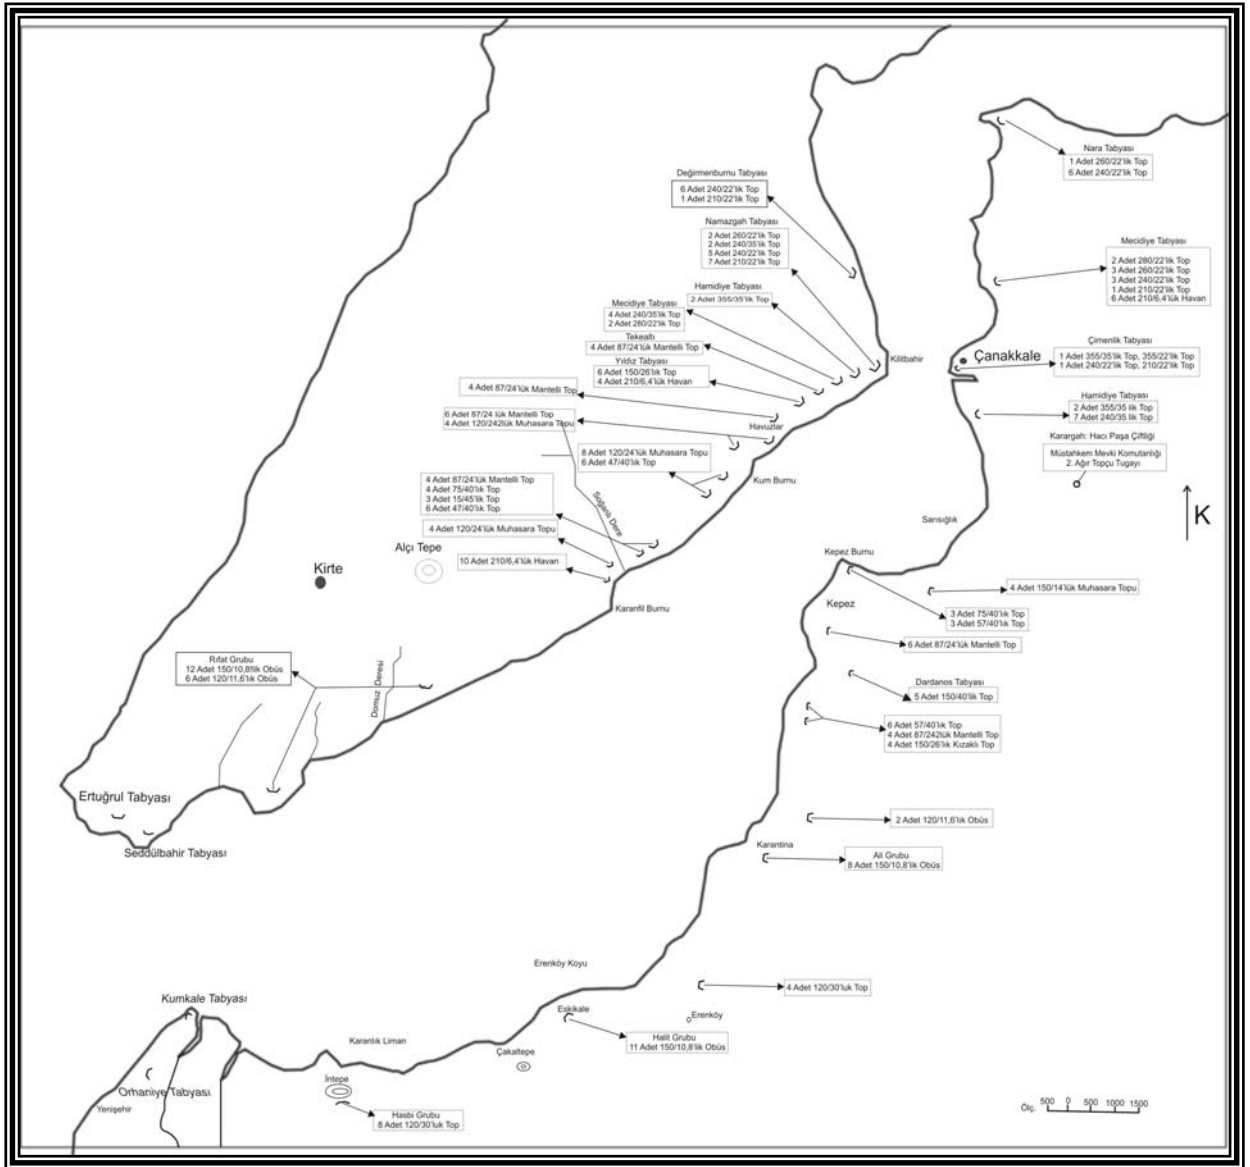 Nara Tabyası
1 Adet 260/22'lik Top
6 Adet 240/22'lik Top
Değirmenburnu Tabyası
6 Adet 240/22'lik Top
1 Adet 210/22'lik Top
Namazgah Tabyası
2 Adet 260/22'lik Top
2 Adet 240/35'lik Top
5 Adet 240/22'lik Top
7 Adet 210/22'lik Top
Mecidiye Tabyası
2 Adet 280/22'lik Top
3 Adet 260/22'lik Top
3 Adet 240/22'lik Top
1 Adet 210/22'lik Top
6 Adet 210/6,4'lük Havan
Hamidiye Tabyası
2 Adet 355/35'lik Top
Mecidiye Tabyası
4 Adet 240/35'lik Top
2 Adet 280/22'lik Top
Tekealtı
4 Adet 87/24'lük Mantelli Top
Yıldız Tabyası
6 Adet 150/26'lık Top
4 Adet 210/6,4'lük Havan
Kilitbahir
Çanakkale
Çimenlik Tabyası
1 Adet 355/35'lik Top, 355/22'lik Top
1 Adet 240/22'lik Top, 210/22'lik Top
4 Adet 87/24'lük Mantelli Top
Hamidiye Tabyası
2 Adet 355/35 lik Top
7 Adet 240/35 lik Top
6 Adet 87/24 lük Mantelli Top
4 Adet 120/242lük Muhasara Topu
Havuzlar
Karargah: Hacı Paşa Çiftliği
Müstahkem Mevki Komutanlığı
2. Ağır Topçu Tugayı
8 Adet 120/24'lük Muhasara Topu
6 Adet 47/40'lık Top
Kum Burnu
4 Adet 87/24'lük Mantelli Top
4 Adet 75/40'lık Top
3 Adet 15/45'lik Top
6 Adet 47/40'lık Top
Soğanlı Dere
Sarısığlık
K
4 Adet 120/24'lük Muhasara Topu
Alçı Tepe
10 Adet 210/6,4'lük Havan
Kirte
Karanfil Burnu
Kepez Burnu
4 Adet 150/14'lük Muhasara Topu
Kepez
3 Adet 75/40'lık Top
3 Adet 57/40'lık Top
6 Adet 87/24'lük Mantelli Top
Rıfat Grubu
12 Adet 150/10,8'lik Obüs
6 Adet 120/11,6'lık Obüs
Domuz Deresi
Dardanos Tabyası
5 Adet 150/40'lik Top
6 Adet 57/40'lık Top
4 Adet 87/242lük Mantelli Top
4 Adet 150/26'lik Kızaklı Top
Ertuğrul Tabyası
Seddülbahir Tabyası
2 Adet 120/11,6'lık Obüs
Karantina
Ali Grubu
8 Adet 150/10,8'lik Obüs
Erenköy Koyu
4 Adet 120/30'luk Top
Kumkale Tabyası
Eskikale
Erenköy
Halit Grubu
11 Adet 150/10,8'lik Obüs
Karanlık Liman
Çakaltepe
Orhaniye Tabyası
Yenişehir
İntepe
Hasbi Grubu
8 Adet 120/30'luk Top
Ölç. 500 0 500 1000 1500